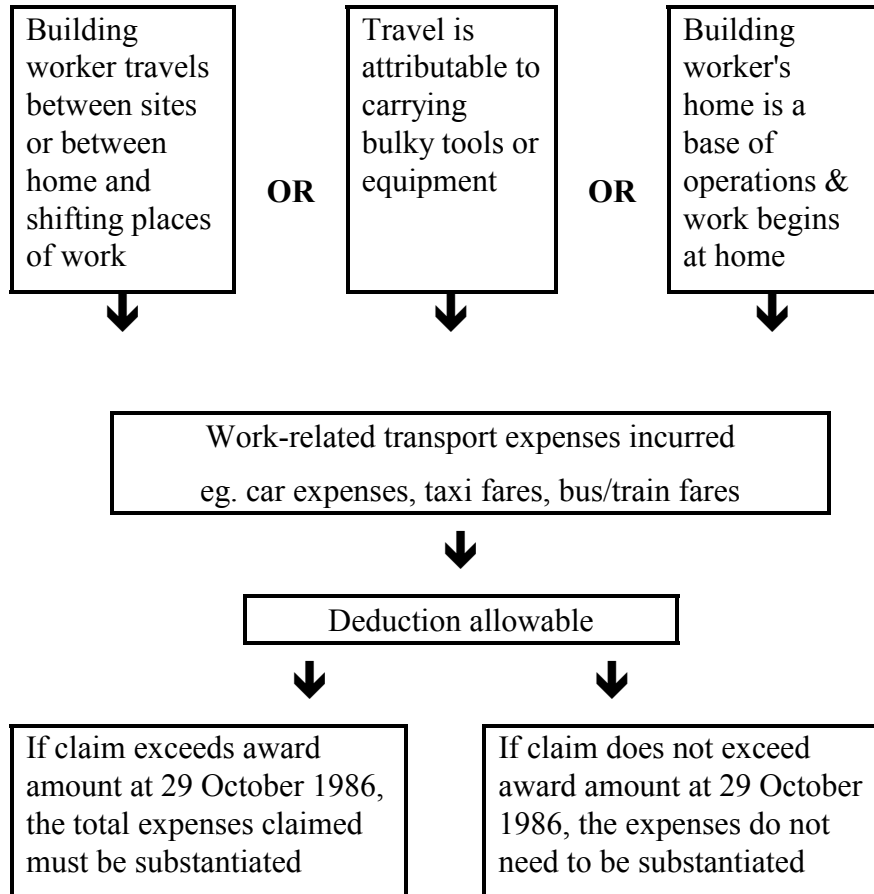 Building
worker travels
between sites
or between
home and
shifting places
of work
OR
Travel is
attributable to
carrying
bulky tools or
equipment
OR
Building
worker's
home is a
base of
operations &
work begins
at home
Work-related transport expenses incurred
eg. car expenses, taxi fares, bus/train fares
Deduction allowable
If claim exceeds award
amount at 29 October 1986,
the total expenses claimed
must be substantiated
If claim does not exceed
award amount at 29 October
1986, the expenses do not
need to be substantiated